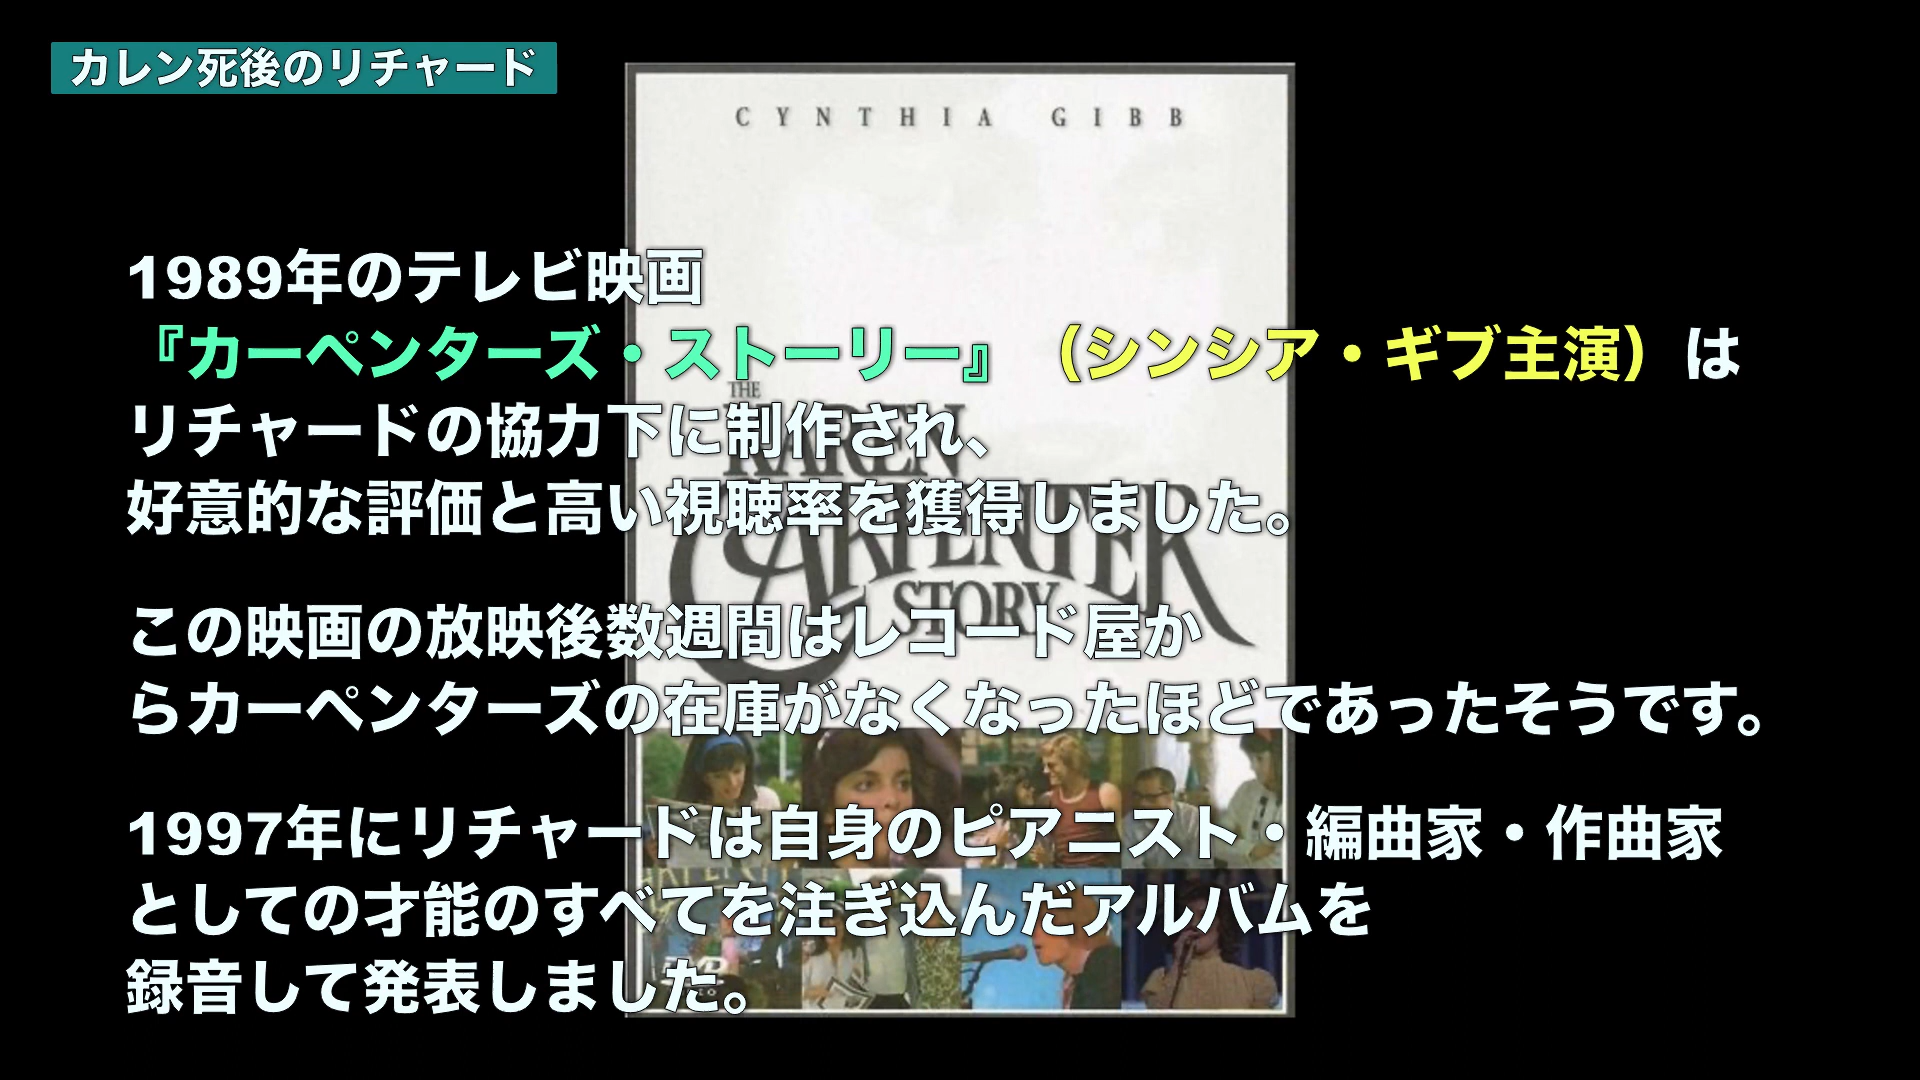 カレン死後のリチャード
CYNTHIA GIBB
1989年のテレビ映画
『カーペンターズ・ストーリー』（シンシア・ギブ主演）は
THE
リチャードの協力下に制作され、
KAREN
好意的な評価と高い視聴率を獲得しました。
CARPENTER
STORY
この映画の放映後数週間はレコード屋か
らカーペンターズの在庫がなくなったほどであったそうです。
1997年にリチャードは自身のピアニスト・編曲家・作曲家
としての才能のすべてを注ぎ込んだアルバムを
録音して発表しました。